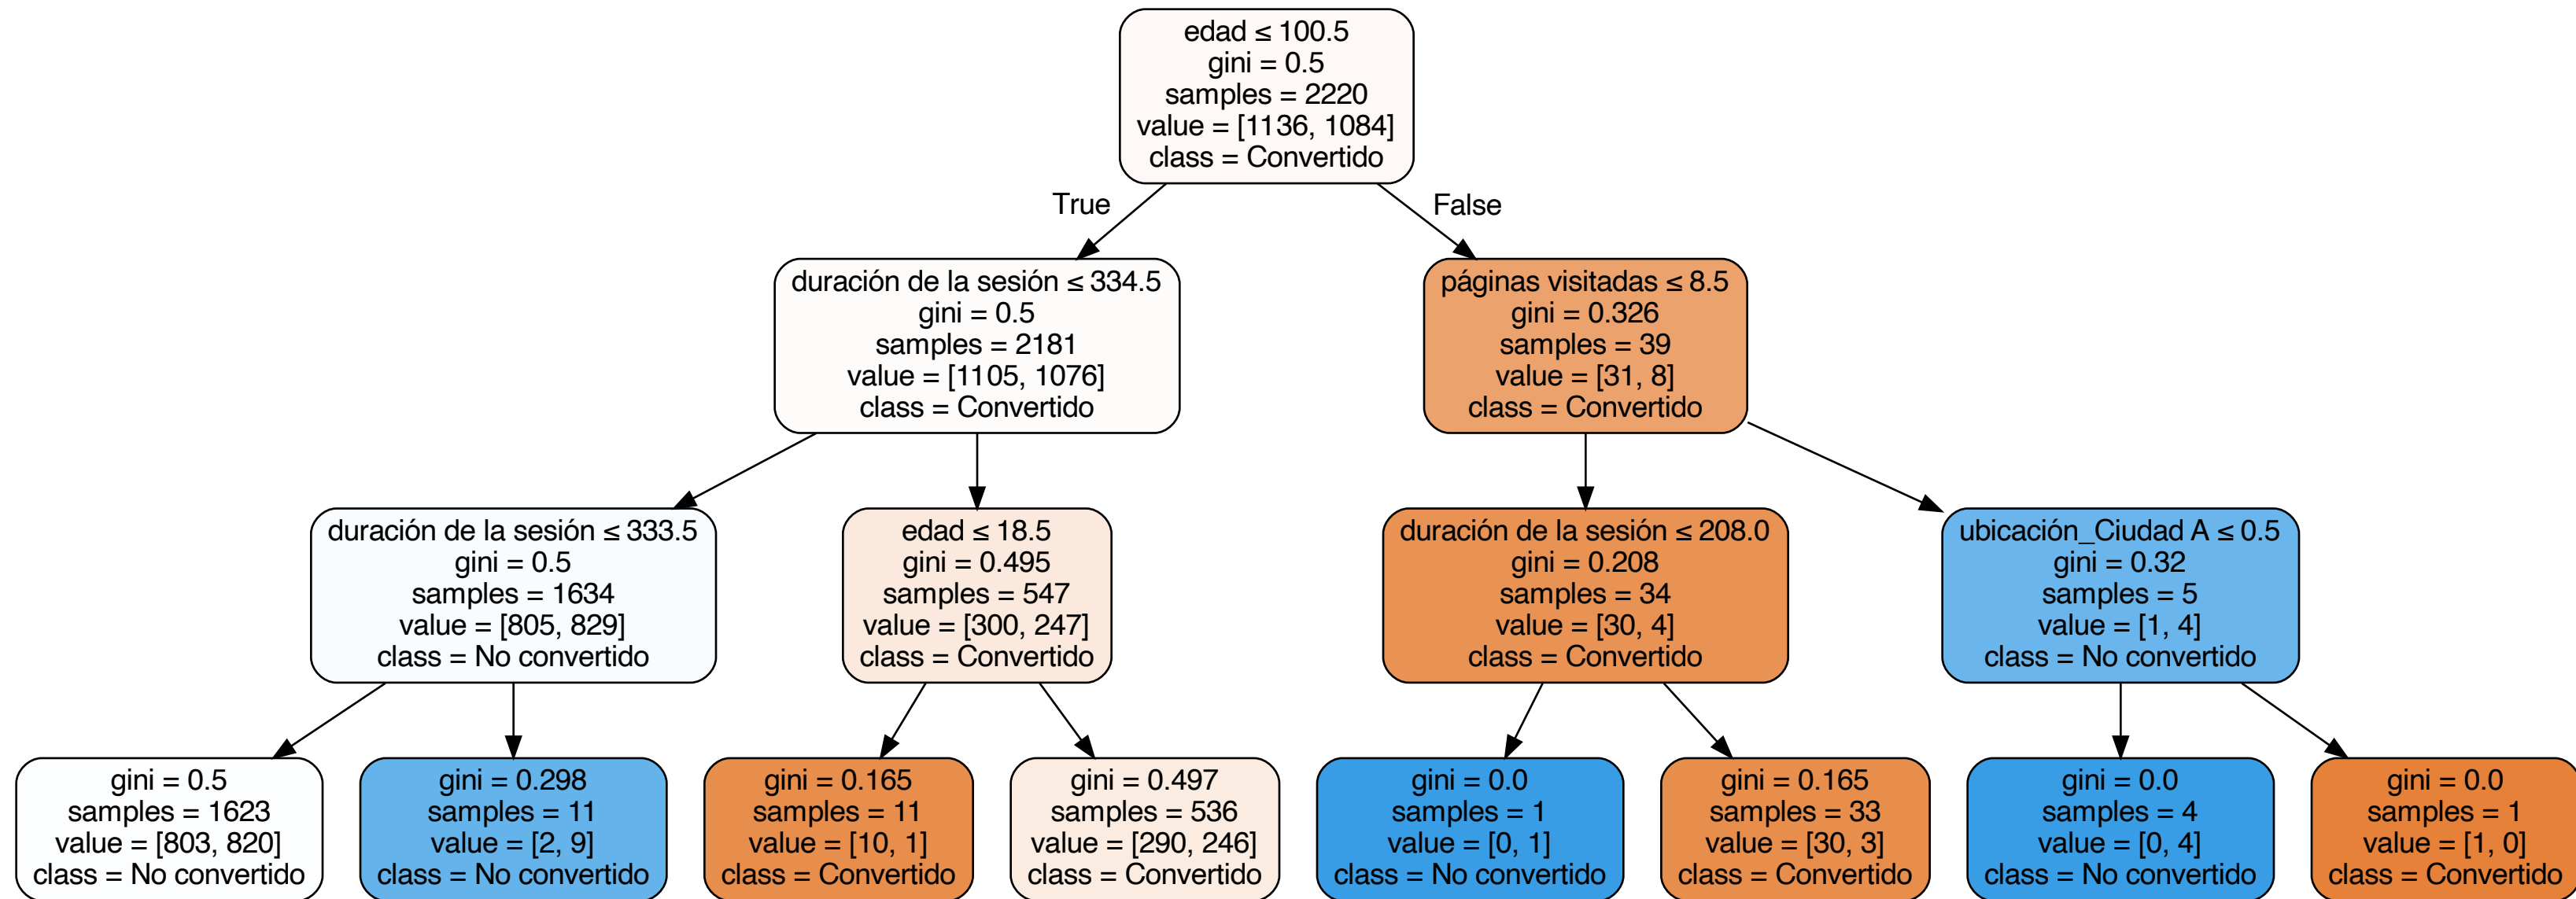 edad ≤ 100.5
gini = 0.5
samples = 2220
value = [1136, 1084]
class = Convertido
True
False
duración de la sesión ≤ 334.5
gini = 0.5
samples = 2181
value = [1105, 1076]
class = Convertido
páginas visitadas ≤ 8.5
gini = 0.326
samples = 39
value = [31, 8]
class = Convertido
duración de la sesión ≤ 333.5
gini = 0.5
samples = 1634
value = [805, 829]
class = No convertido
edad ≤ 18.5
gini = 0.495
samples = 547
value = [300, 247]
class = Convertido
duración de la sesión ≤ 208.0
gini = 0.208
samples = 34
value = [30, 4]
class = Convertido
ubicación_Ciudad A ≤ 0.5
gini = 0.32
samples = 5
value = [1, 4]
class = No convertido
gini = 0.5
samples = 1623
value = [803, 820]
class = No convertido
gini = 0.298
samples = 11
value = [2, 9]
class = No convertido
gini = 0.165
samples = 11
value = [10, 1]
class = Convertido
gini = 0.497
samples = 536
value = [290, 246]
class = Convertido
gini = 0.0
samples = 1
value = [0, 1]
class = No convertido
gini = 0.165
samples = 33
value = [30, 3]
class = Convertido
gini = 0.0
samples = 4
value = [0, 4]
class = No convertido
gini = 0.0
samples = 1
value = [1, 0]
class = Convertido